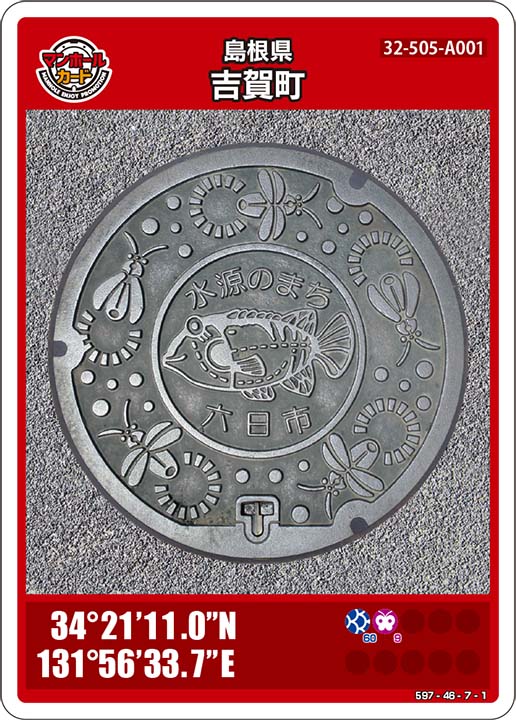 マンホール
カード
MANHOLE ENJOY PROMOTION
島根県
吉賀町
32-505-A001
水源のまち
六日市
34°21'11.0"N
131°56'33.7"E
60 9
597 - 46 - 7 - 1